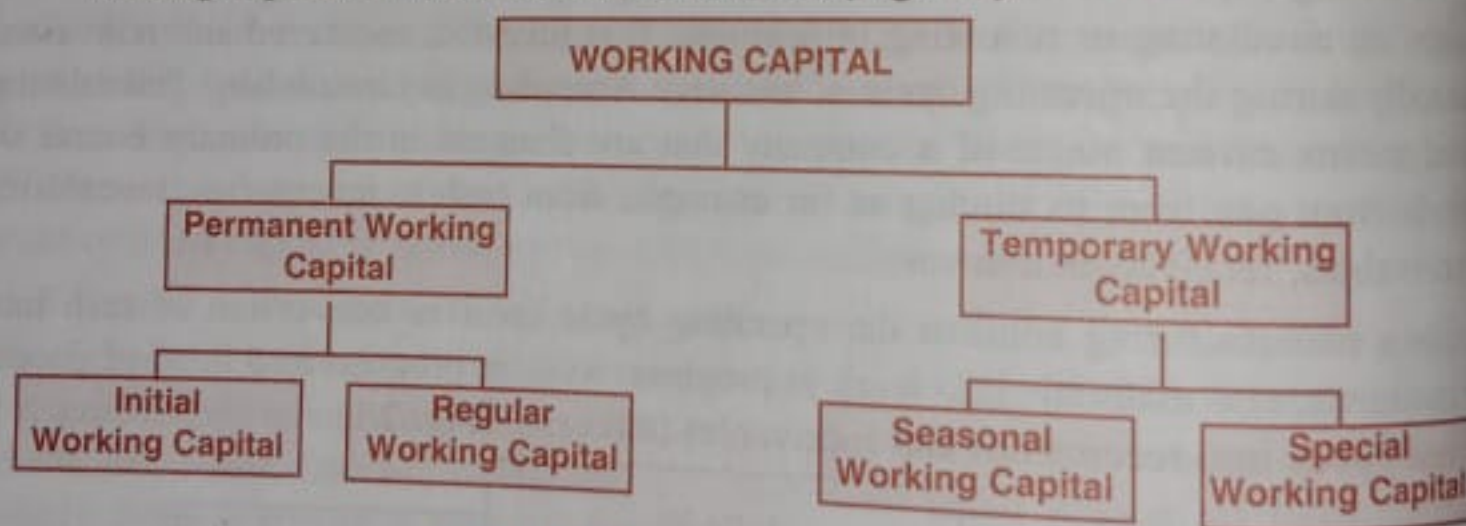 WORKING CAPITAL
Permanent Working
Capital
Temporary Working
Capital
Initial
Working Capital
Regular
Working Capital
Seasonal
Working Capital
Special
Working Capital